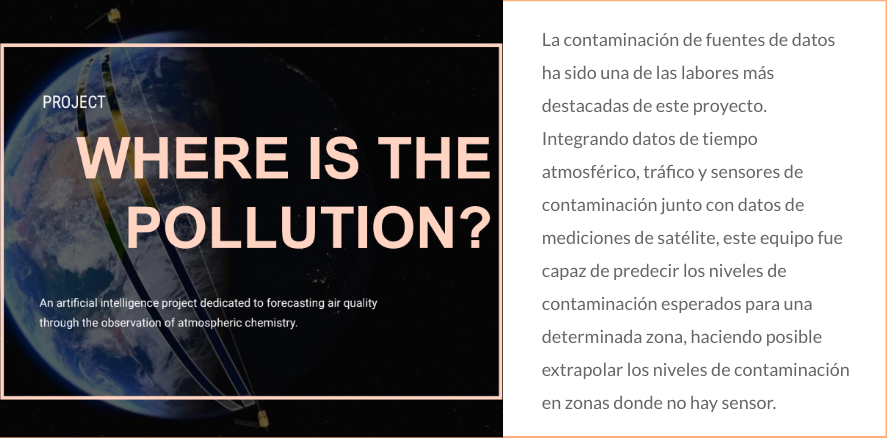 PROJECT
WHERE IS THE
POLLUTION?
An artificial intelligence project dedicated to forecasting air quality
through the observation of atmospheric chemistry.
La contaminación de fuentes de datos
ha sido una de las labores más
destacadas de este proyecto.
Integrando datos de tiempo
atmosférico, tráfico y sensores de
contaminación junto con datos de
mediciones de satélite, este equipo fue
capaz de predecir los niveles de
contaminación esperados para una
determinada zona, haciendo posible
extrapolar los niveles de contaminación
en zonas donde no hay sensor.